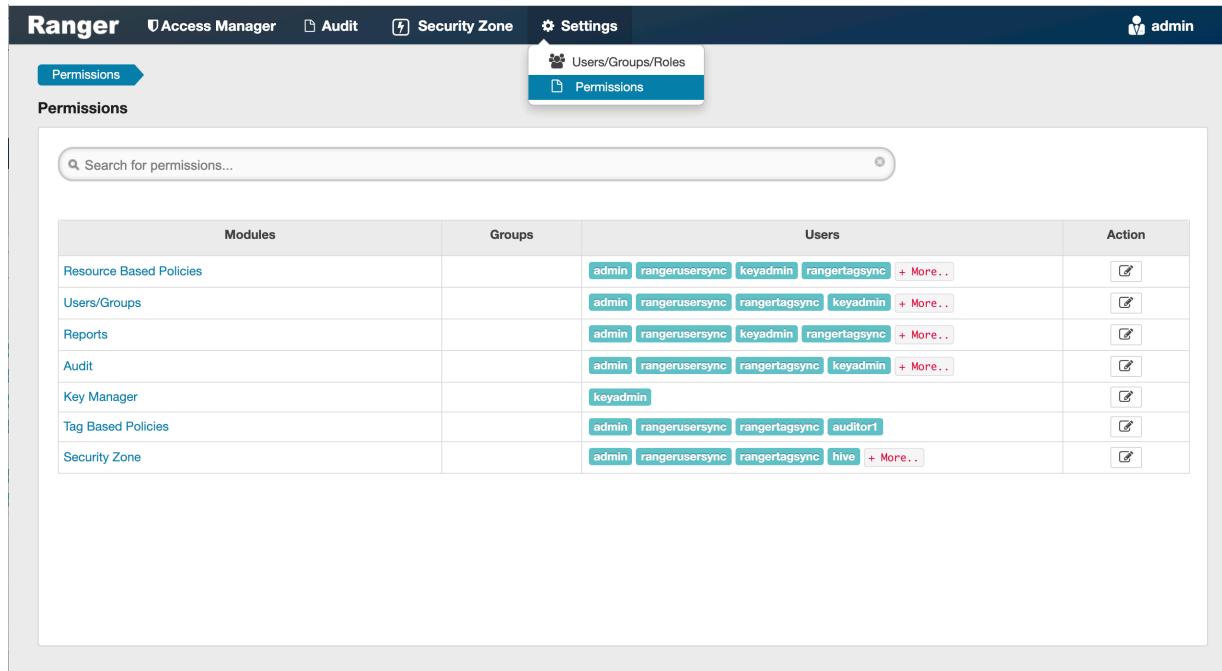 Ranger Access Manager Audit Security Zone Settings admin
Users/Groups/Roles
Permissions
Permissions
Permissions
Search for permissions...
Modules Groups Users Action
Resource Based Policies admin rangerusersync keyadmin rangertagsync + More..
Users/Groups admin rangerusersync rangertagsync keyadmin + More..
Reports admin rangerusersync keyadmin rangertagsync + More..
Audit admin rangerusersync rangertagsync keyadmin + More..
Key Manager keyadmin
Tag Based Policies admin rangerusersync rangertagsync auditor1
Security Zone admin rangerusersync rangertagsync hive + More..